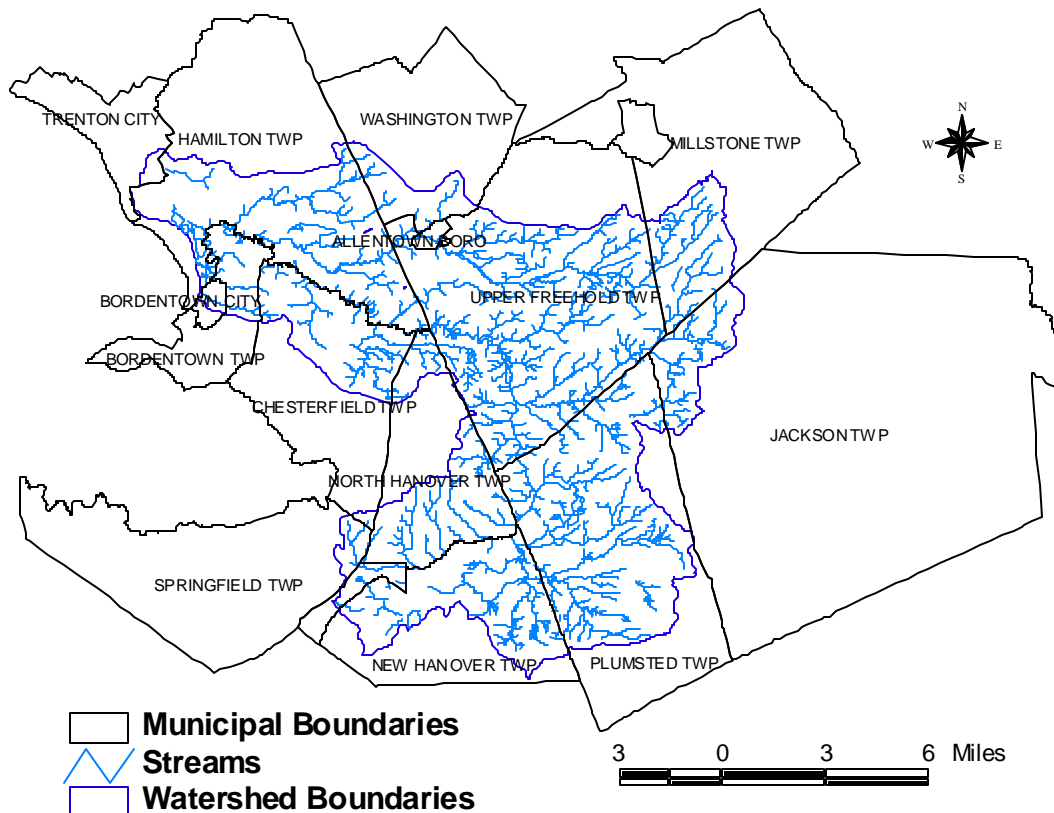 TRENTON CITY
HAMILTON TWP
WASHINGTON TWP
MILLSTONE TWP
N
W E
S
ALLENTOWN BORO
UPPER FREEHOLD TWP
BORDENTOWN CITY
BORDENTOWN TWP
CHESTERFIELD TWP
JACKSON TWP
NORTH HANOVER TWP
SPRINGFIELD TWP
NEW HANOVER TWP
PLUMSTED TWP
Municipal Boundaries
Streams
Watershed Boundaries
3 0 3 6 Miles